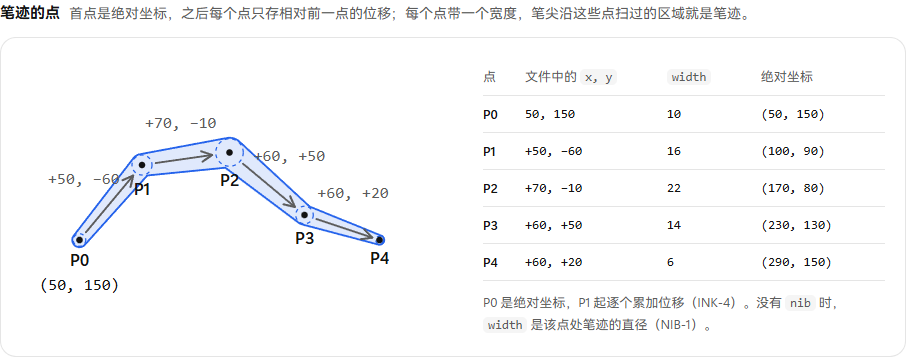 笔迹的点 首点是绝对坐标，之后每个点只存相对前一点的位移；每个点带一个宽度，笔尖沿这些点扫过的区域就是笔迹。
+70, −10
+50, −60
+60, +50
+60, +20
P0
(50, 150)
P1
P2
P3
P4
点 文件中的 x, y width 绝对坐标
P0 50, 150 10 (50, 150)
P1 +50, −60 16 (100, 90)
P2 +70, −10 22 (170, 80)
P3 +60, +50 14 (230, 130)
P4 +60, +20 6 (290, 150)
P0 是绝对坐标，P1 起逐个累加位移（INK-4）。没有 nib 时，
width 是该点处笔迹的直径（NIB-1）。